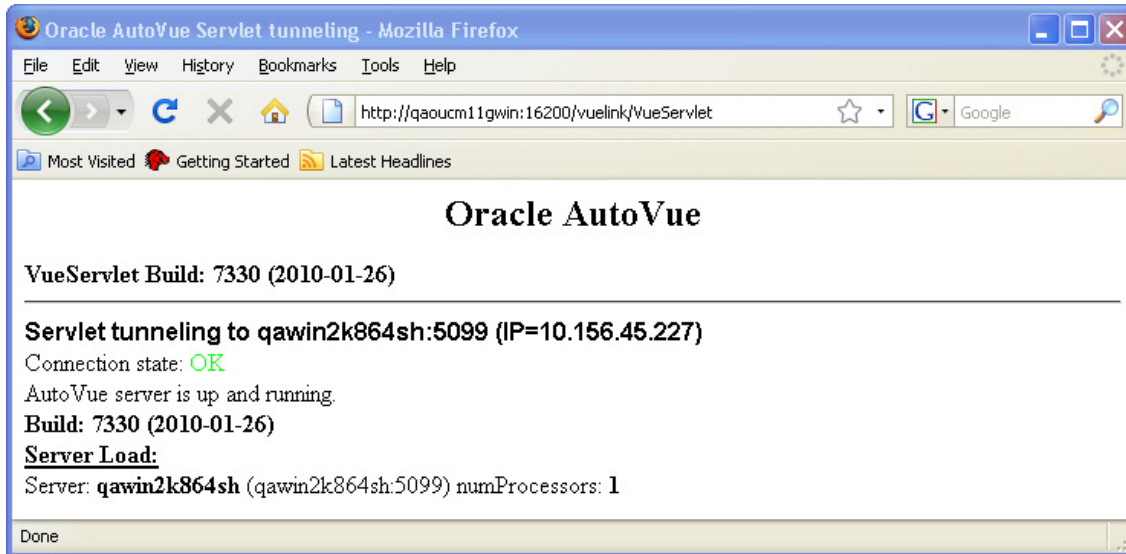 Oracle AutoVue Servlet tunneling - Mozilla Firefox
File Edit View History Bookmarks Tools Help
http://qaoucm11gwin:16200/vuelink/VueServlet G Google
Most Visited Getting Started Latest Headlines
Oracle AutoVue
VueServlet Build: 7330 (2010-01-26)
Servlet tunneling to qawin2k864sh:5099 (IP=10.156.45.227)
Connection state: OK
AutoVue server is up and running.
Build: 7330 (2010-01-26)
Server Load:
Server: qawin2k864sh (qawin2k864sh:5099) numProcessors: 1
Done